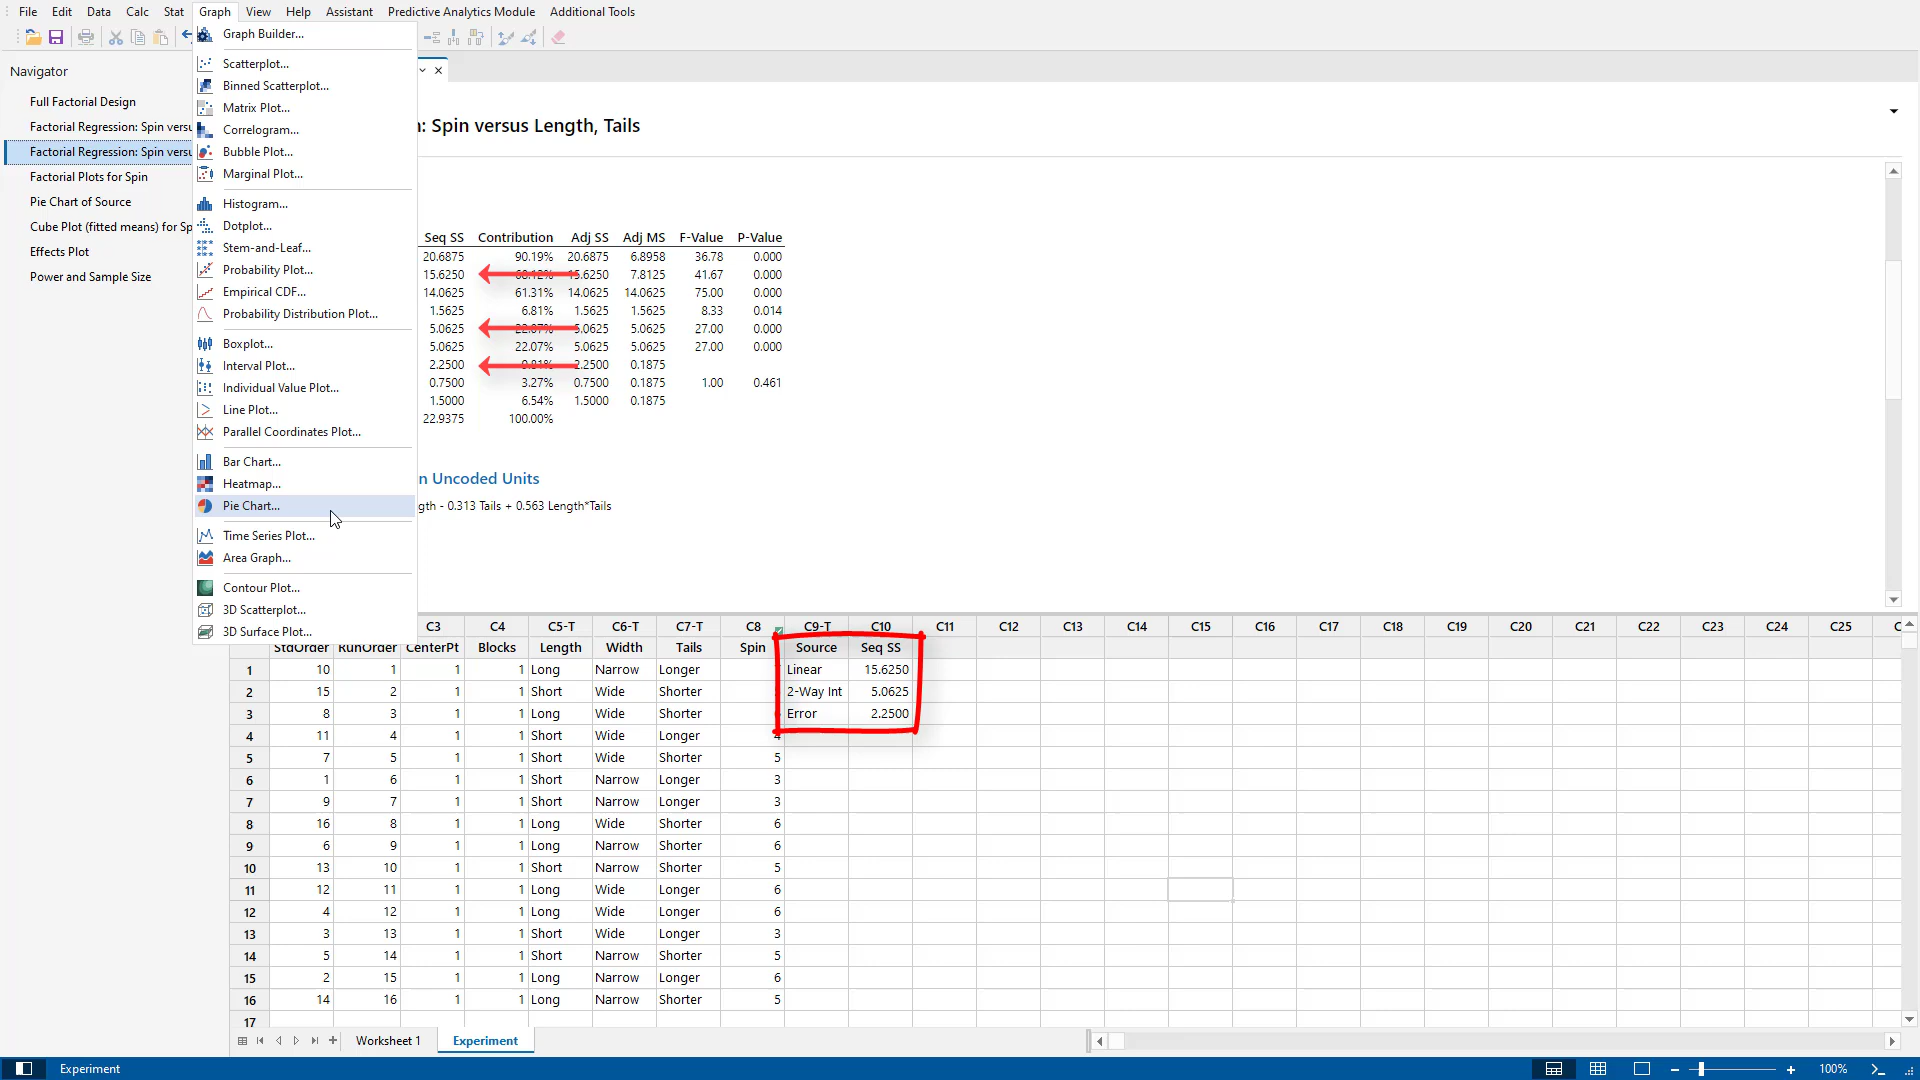 File Edit Data Calc Stat Graph View Help Assistant Predictive Analytics Module Additional Tools
Navigator
Full Factorial Design
Factorial Regression: Spin versu
Factorial Regression: Spin versu
Factorial Plots for Spin
Pie Chart of Source
Cube Plot (fitted means) for Sp
Effects Plot
Power and Sample Size
Graph Builder...
Scatterplot...
Binned Scatterplot...
Matrix Plot...
Correlogram...
Bubble Plot...
Marginal Plot...
Histogram...
Dotplot...
Stem-and-Leaf...
Probability Plot...
Empirical CDF...
Probability Distribution Plot...
Boxplot...
Interval Plot...
Individual Value Plot...
Line Plot...
Parallel Coordinates Plot...
Bar Chart...
Heatmap...
Pie Chart...
Time Series Plot...
Area Graph...
Contour Plot...
3D Scatterplot...
3D Surface Plot...
: Spin versus Length, Tails
Seq SS Contribution Adj SS Adj MS F-Value P-Value
20.6875 90.19% 20.6875 6.8958 36.78 0.000
15.6250 68.12% 15.6250 7.8125 41.67 0.000
14.0625 61.31% 14.0625 14.0625 75.00 0.000
1.5625 6.81% 1.5625 1.5625 8.33 0.014
5.0625 22.07% 5.0625 5.0625 27.00 0.000
5.0625 22.07% 5.0625 5.0625 27.00 0.000
2.2500 9.81% 2.2500 0.1875
0.7500 3.27% 0.7500 0.1875 1.00 0.461
1.5000 6.54% 1.5000 0.1875
22.9375 100.00%
n Uncoded Units
gth - 0.313 Tails + 0.563 Length*Tails
C3 C4 C5-T C6-T C7-T C8 C9-T C10 C11 C12 C13 C14 C15 C16 C17 C18 C19 C20 C21 C22 C23 C24 C25 C
StdOrder RunOrder CenterPt Blocks Length Width Tails Spin Source Seq SS
1 10 1 1 1 Long Narrow Longer Linear 15.6250
2 15 2 1 1 Short Wide Shorter 2-Way Int 5.0625
3 8 3 1 1 Long Wide Shorter Error 2.2500
4 11 4 1 1 Short Wide Longer 4
5 7 5 1 1 Short Wide Shorter 5
6 1 6 1 1 Short Narrow Longer 3
7 9 7 1 1 Short Narrow Longer 3
8 16 8 1 1 Long Wide Shorter 6
9 6 9 1 1 Long Narrow Shorter 6
10 13 10 1 1 Short Narrow Shorter 5
11 12 11 1 1 Long Wide Longer 6
12 4 12 1 1 Long Wide Longer 6
13 3 13 1 1 Short Wide Longer 3
14 5 14 1 1 Short Narrow Shorter 5
15 2 15 1 1 Long Narrow Longer 6
16 14 16 1 1 Long Narrow Shorter 5
17
Worksheet 1 Experiment
Experiment 100%